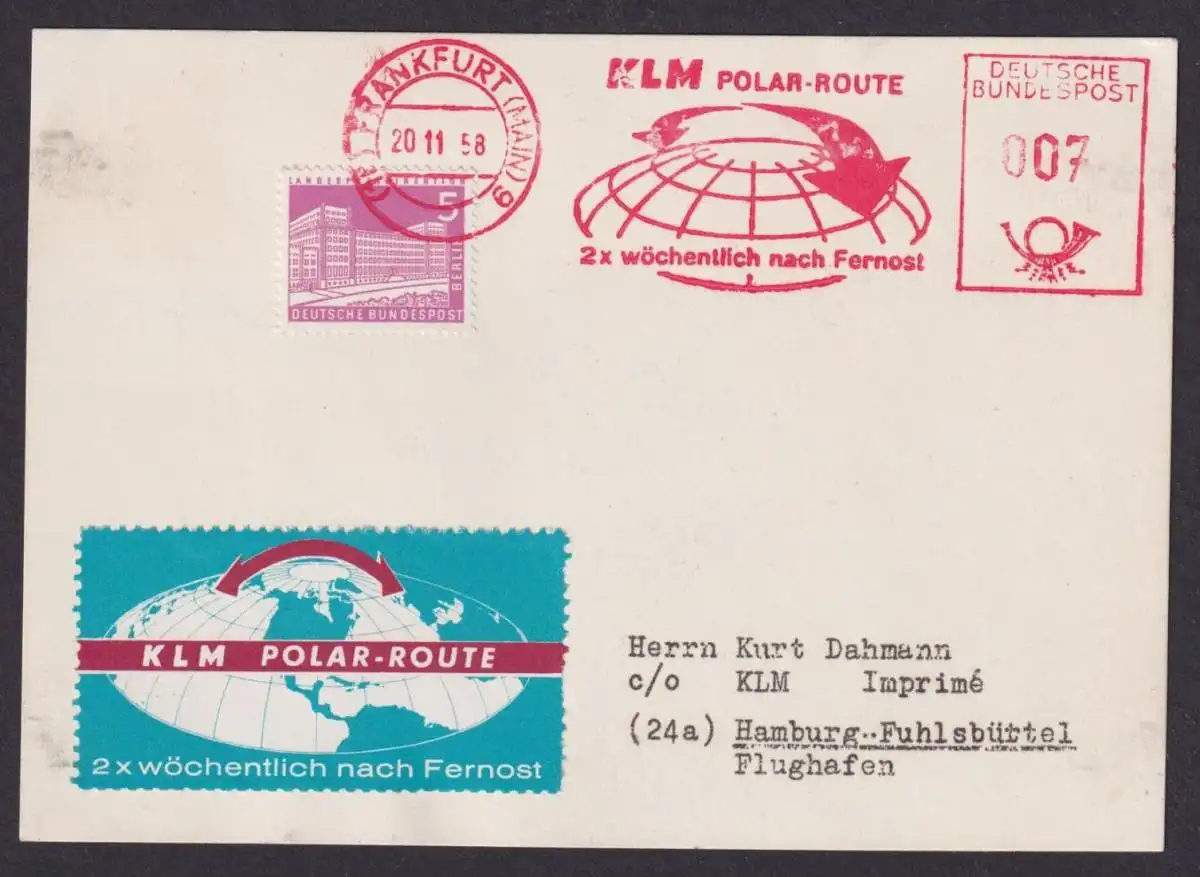 FRANKFURT (MAIN) 9
20 11 58
KLM POLAR-ROUTE
2x wöchentlich nach Fernost
DEUTSCHE
BUNDESPOST
007
5
BERLIN
DEUTSCHE BUNDESPOST
KLM POLAR-ROUTE
2x wöchentlich nach Fernost
Herrn Kurt Dahmann
c/o KLM Imprimé
(24a) Hamburg-Fuhlsbüttel
Flughafen